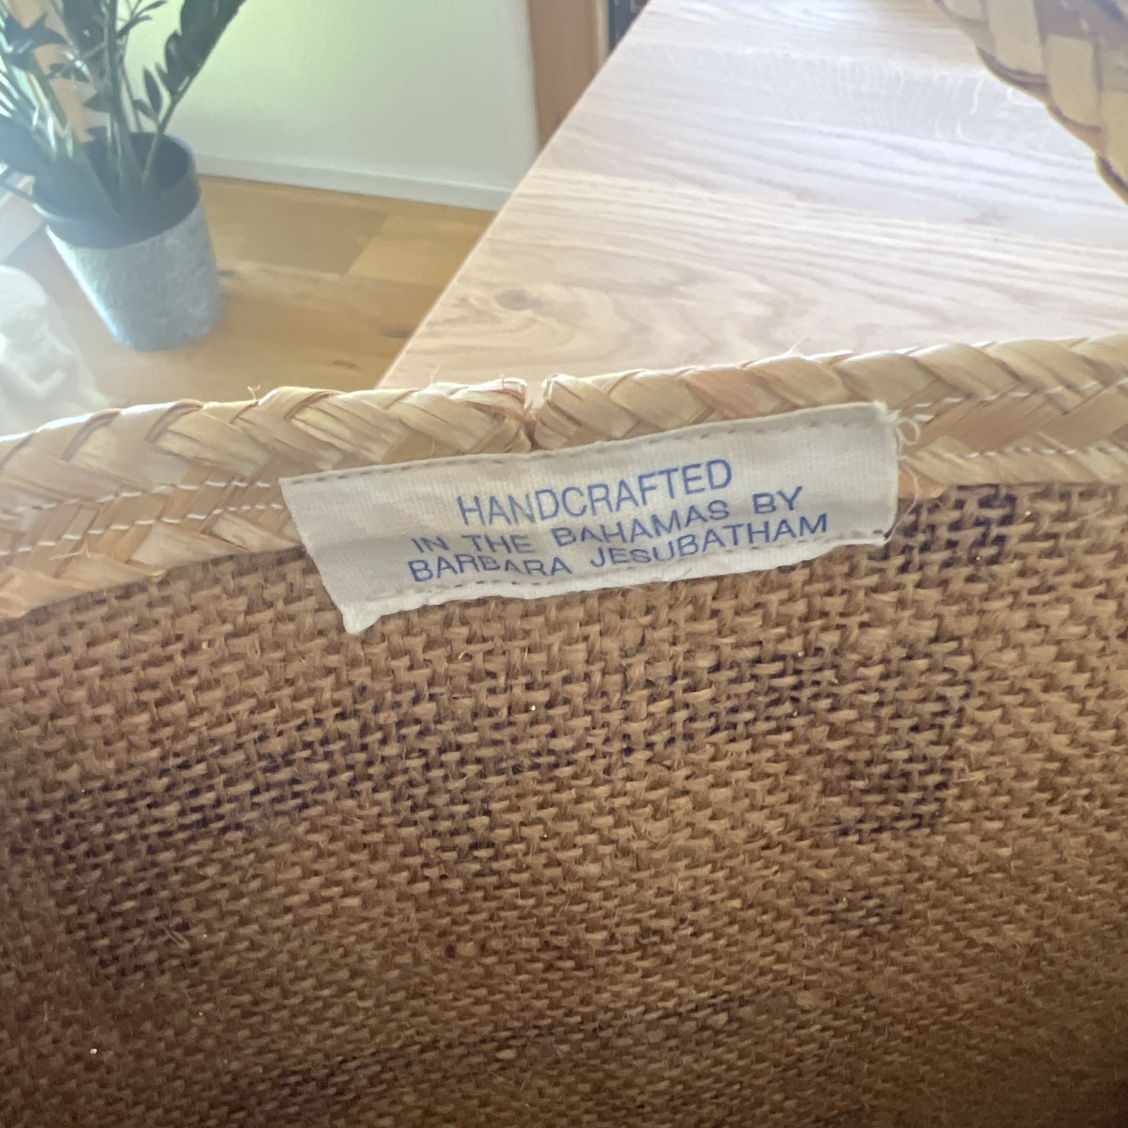 HANDCRAFTED
IN THE BAHAMAS BY
BARBARA JESUBATHAM